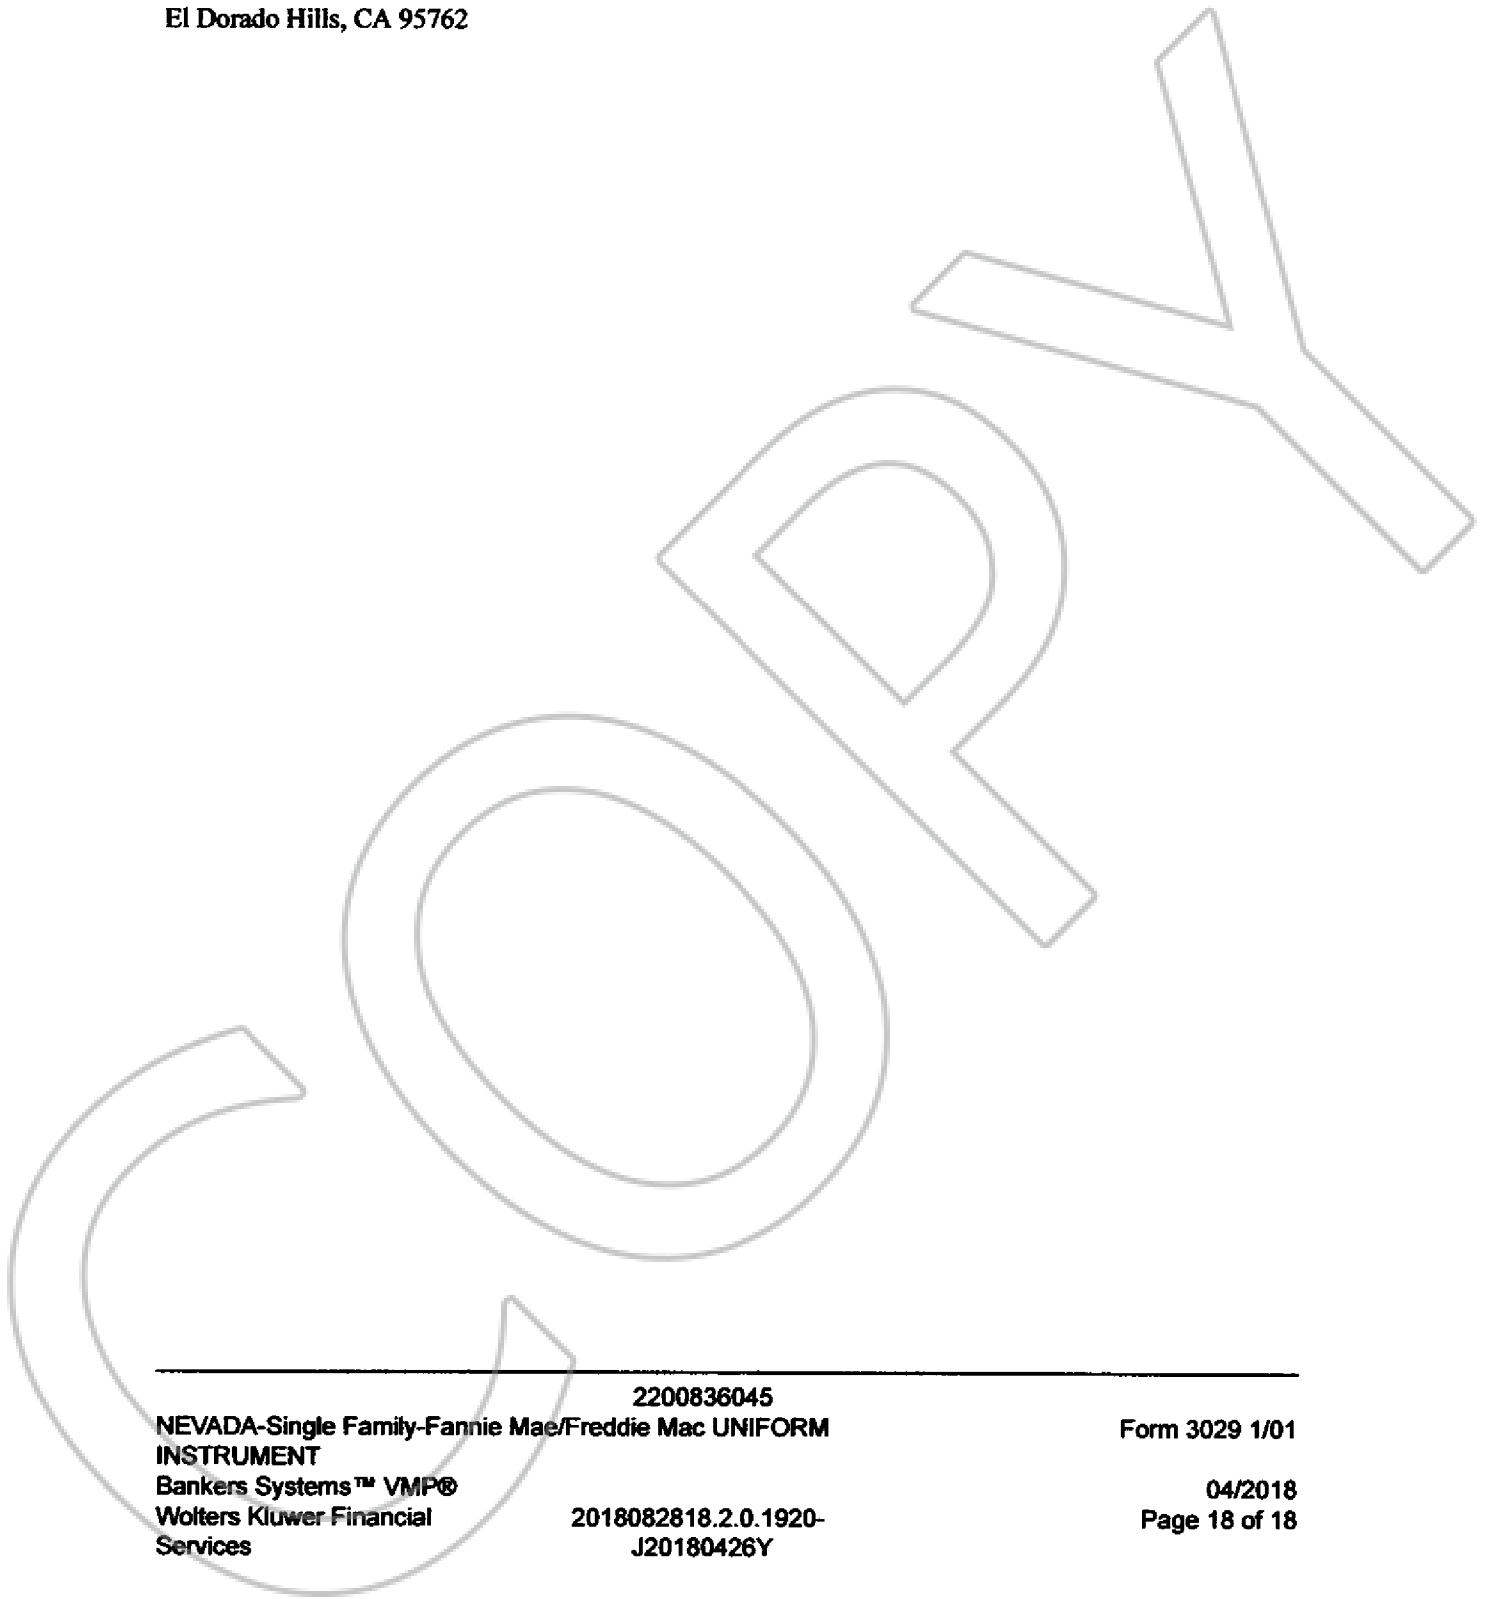 El Dorado Hills, CA 95762
COPY
2200836045
NEVADA-Single Family-Fannie Mae/Freddie Mac UNIFORM
INSTRUMENT
Form 3029 1/01
Bankers Systems™ VMP®
04/2018
Wolters Kluwer Financial
Services
2018082818.2.0.1920-
J20180426Y
Page 18 of 18